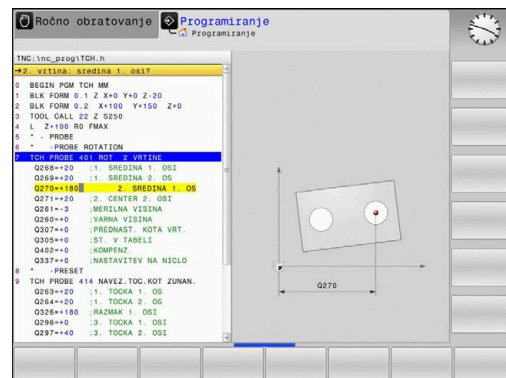 Ročno obratovanje
Programiranje
Programiranje
TNC:\nc_prog\TCH.h
→2. vrtina: sredina 1. osi?
0 BEGIN PGM TCH MM
1 BLK FORM 0.1 Z X+0 Y+0 Z-20
2 BLK FORM 0.2 X+100 Y+150 Z+0
3 TOOL CALL 22 Z S250
4 L Z+100 R0 FMAX
5 * - PROBE
6 * -PROBE ROTATION
7 TCH PROBE 401 ROT 2 VRTINE
Q268=+20 ;1. SREDINA 1. OSI
Q269=+20 ;1. SREDINA 2. OSI
Q270=+180 2. SREDINA 1. OS
Q271=+20 ;2. CENTER 2. OSI
Q261=-3 ;MERILNA VISINA
Q260=+0 ;VARNA VISINA
Q307=+0 ;PREDNAST. KOTA VRT.
Q305=+0 ;ST. V TABELI
Q402=+0 ;KOMPENZ.
Q337=+0 ;NASTAVITEV NA NICLO
8 * -PRESET
9 TCH PROBE 414 NAVEZ.TOC.KOT ZUNAN.
Q263=+20 ;1. TOCKA 1. OS
Q264=+20 ;1. TOCKA 2. OS
Q326=+180 ;RAZMAK 1. OSI
Q296=+0 ;3. TOCKA 1. OSI
Q297=+40 ;3. TOCKA 2. OSI
Q270